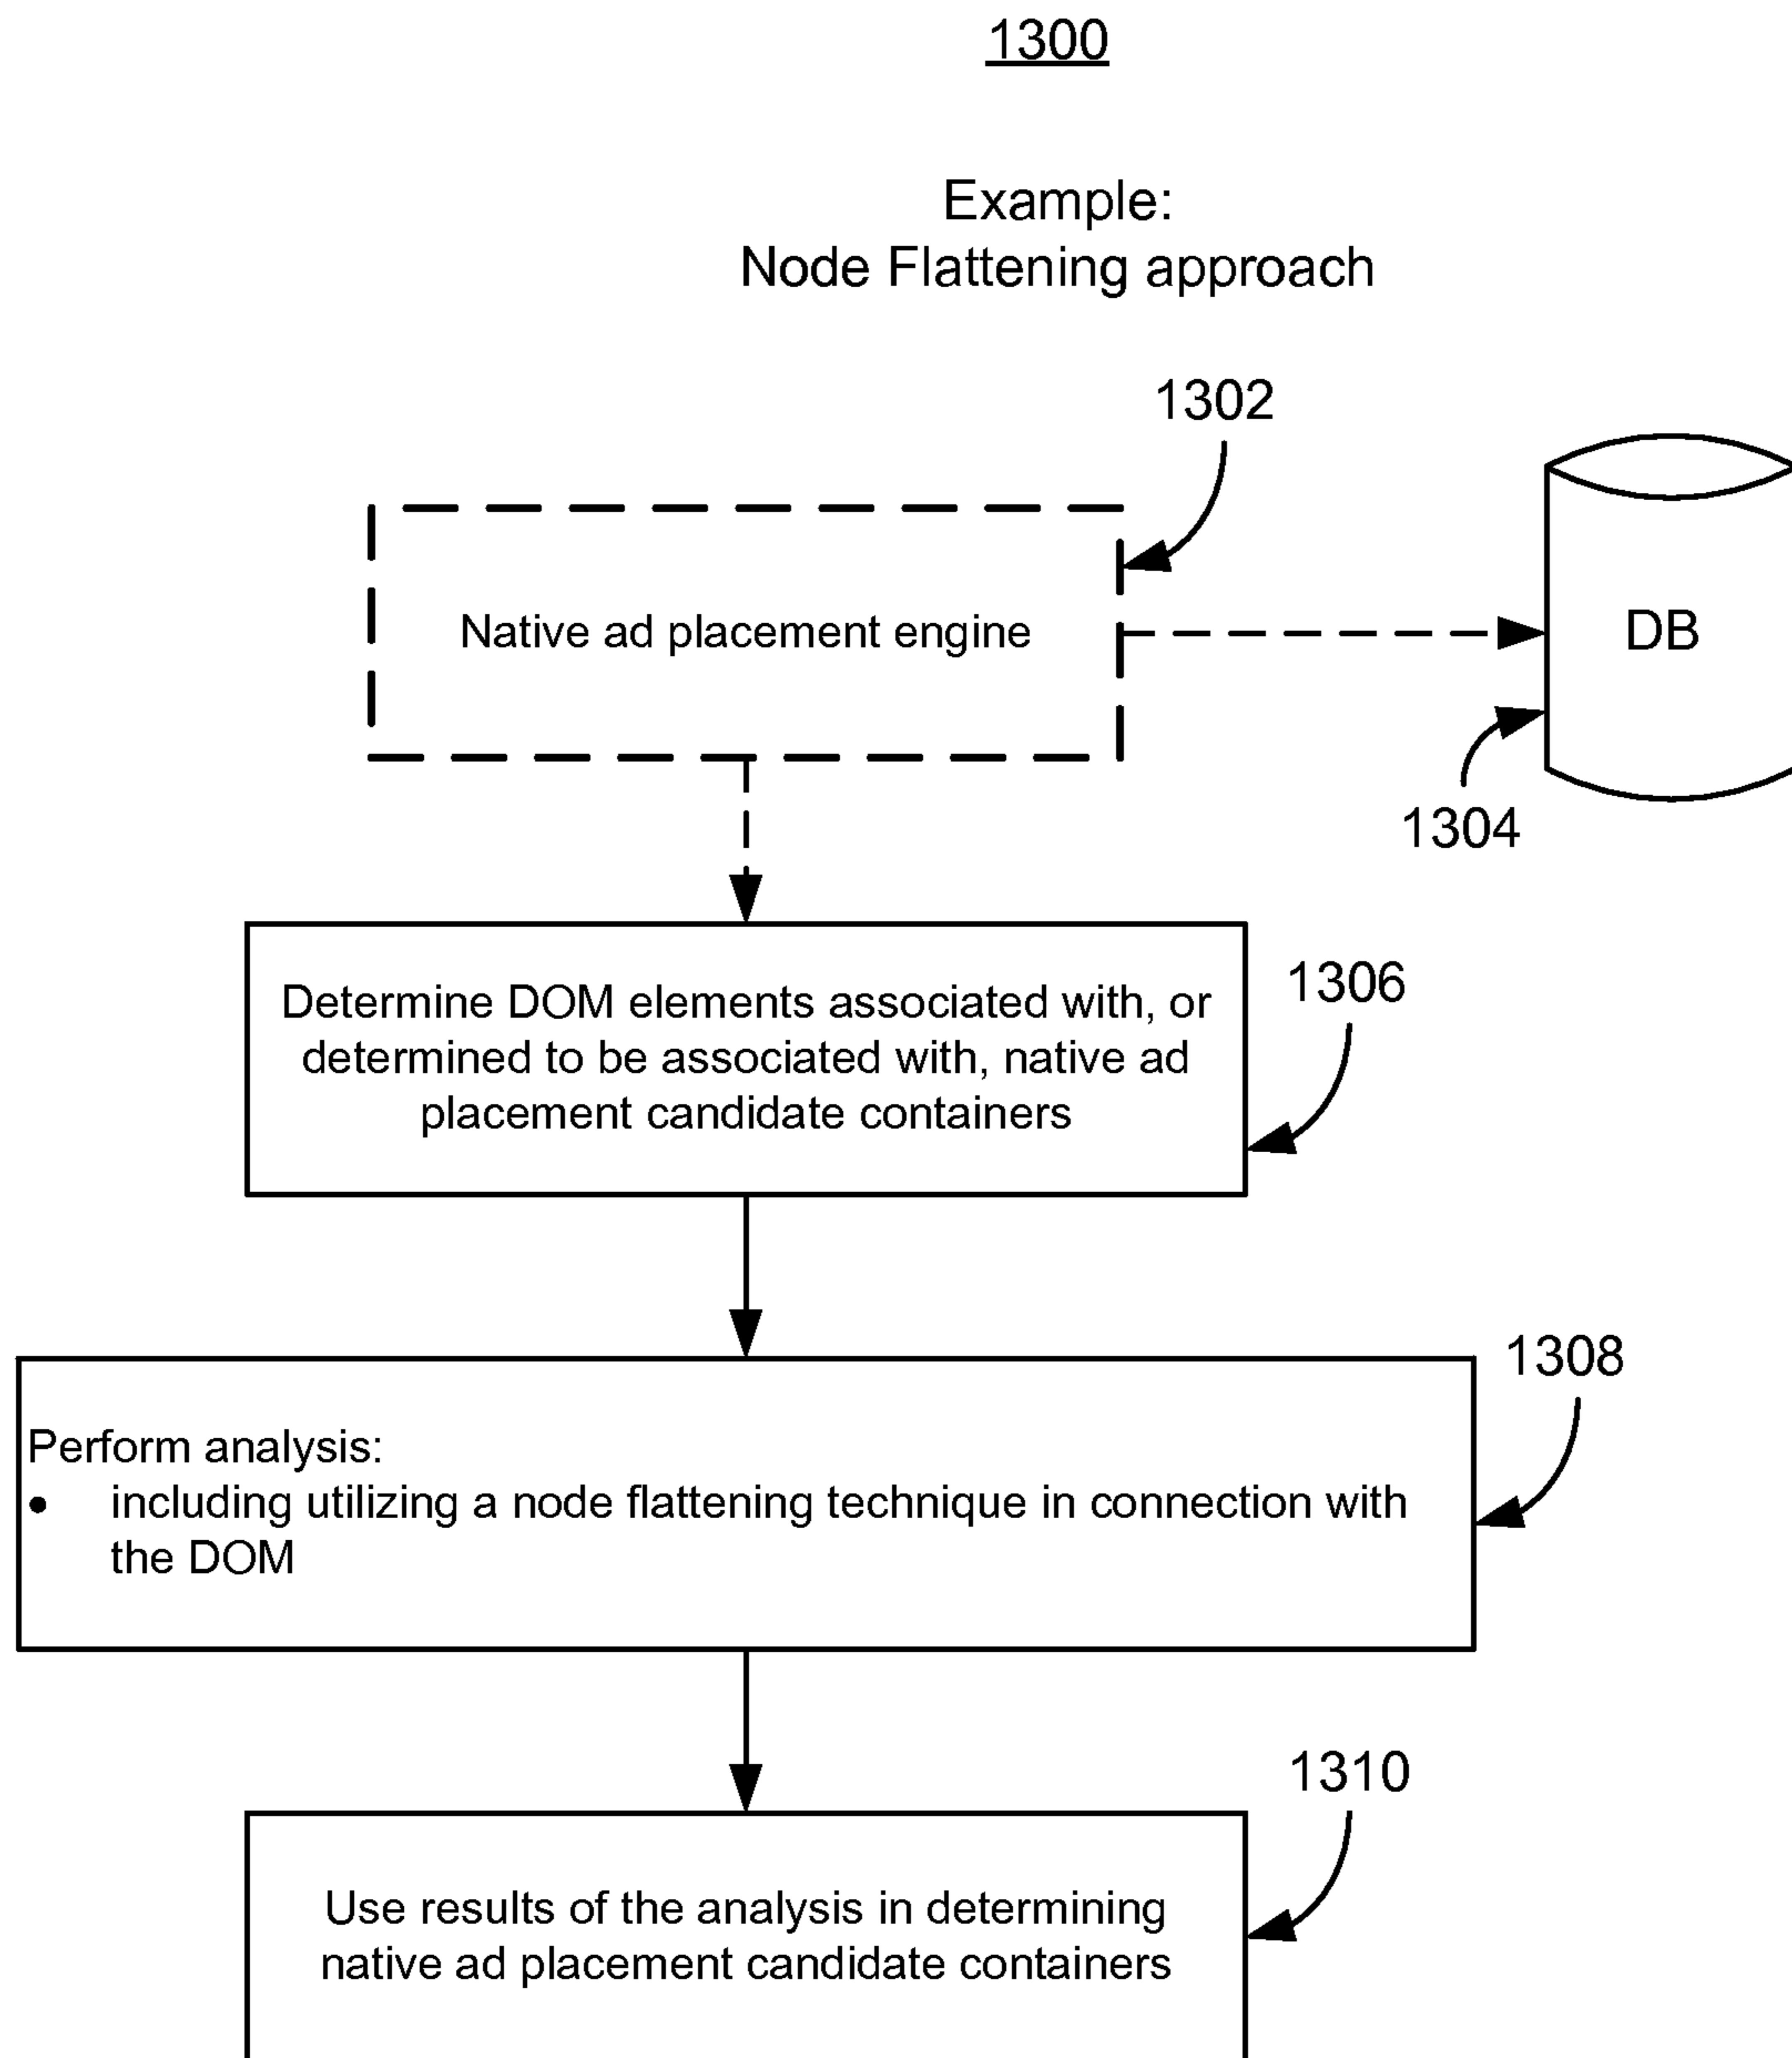 1300
Example:
Node Flattening approach
1302
Native ad placement engine
DB
1304
Determine DOM elements associated with, or
determined to be associated with, native ad
placement candidate containers
1306
1308
Perform analysis:
• including utilizing a node flattening technique in connection with
the DOM
1310
Use results of the analysis in determining
native ad placement candidate containers